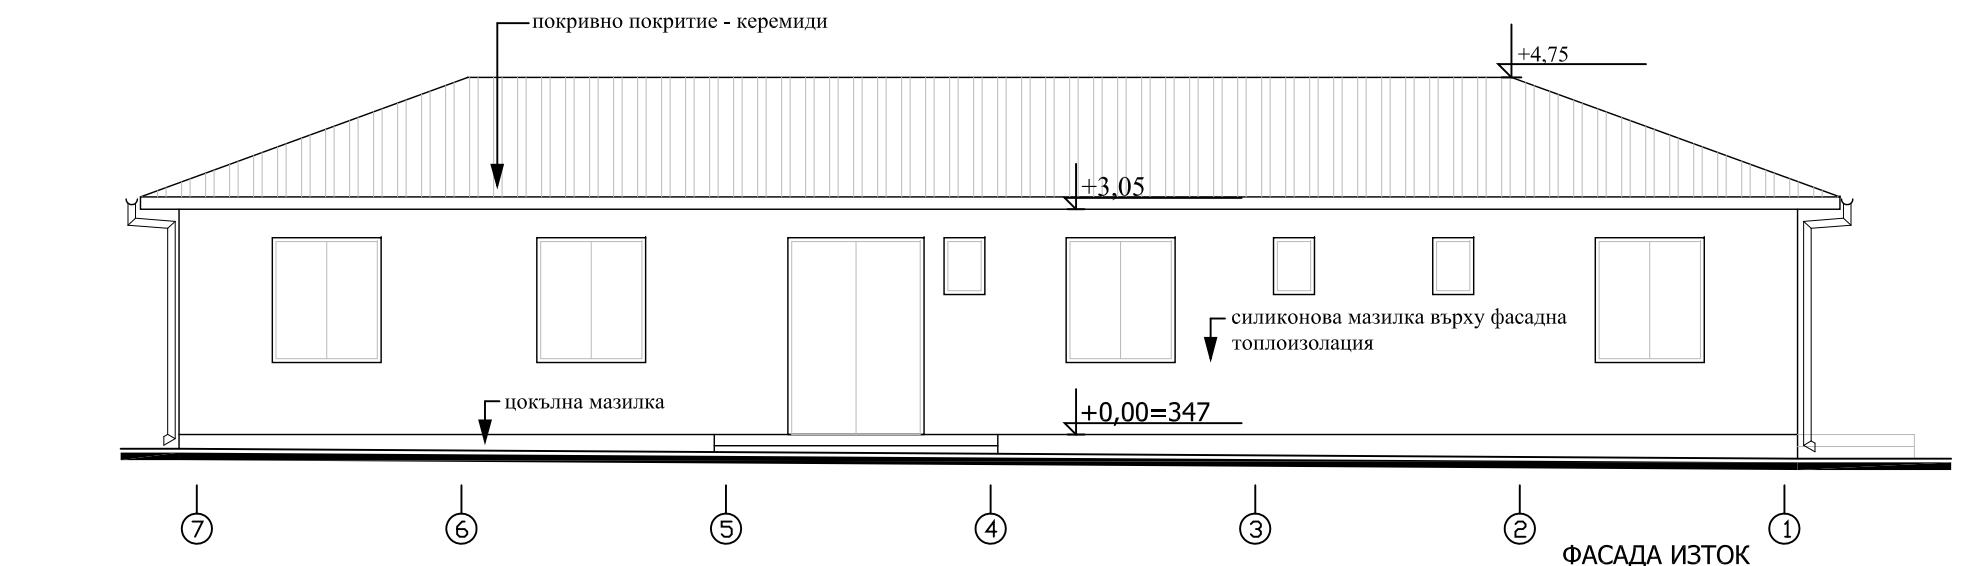 покривно покритие - керемиди
+4,75
+3,05
силиконова мазилка върху фасадна
топлоизолация
цокълна мазилка
+0,00=347
7 6 5 4 3 2 1
ФАСАДА ИЗТОК